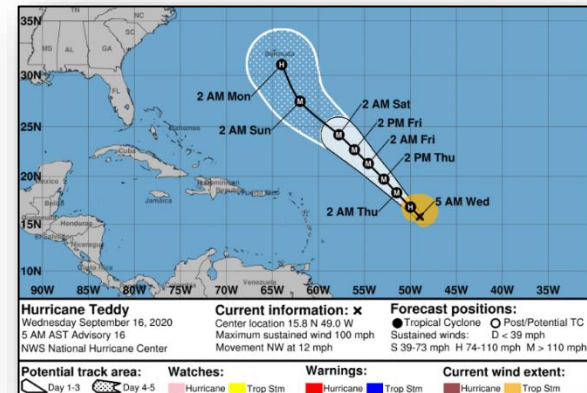 35N
30N
25N
20N
15N
10N
MS
AL
GA
SC
LA
FL
Bermuda
H
2 AM Mon
2 AM Sun
M
2 AM Sat
M
2 PM Fri
M
2 AM Fri
M
2 PM Thu
M
2 AM Thu
M
H
5 AM Wed
Bahamas
Cuba
Mexico
Jamaica
Puerto Rico
Honduras
Nicaragua
Costa Rica
Venezuela
90W 85W 80W 75W 70W 65W 60W 55W 50W 45W 40W 35W
Hurricane Teddy
Wednesday September 16, 2020
5 AM AST Advisory 16
NWS National Hurricane Center
Current information: x
Center location 15.8 N 49.0 W
Maximum sustained wind 100 mph
Movement NW at 12 mph
Forecast positions:
Tropical Cyclone Post/Potential TC
Sustained winds: D < 39 mph
S 39-73 mph H 74-110 mph M > 110 mph
Potential track area:
Day 1-3 Day 4-5
Watches:
Hurricane Trop Stm
Warnings:
Hurricane Trop Stm
Current wind extent:
Hurricane Trop Stm